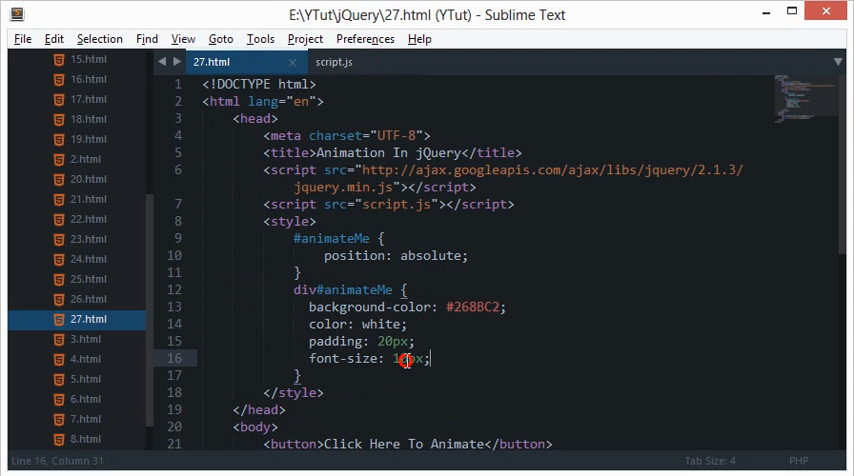 E:\YTut\jQuery\27.html (YTut) - Sublime Text
File Edit Selection Find View Goto Tools Project Preferences Help
15.html
16.html
17.html
18.html
19.html
2.html
20.html
21.html
22.html
23.html
24.html
25.html
26.html
27.html
3.html
4.html
5.html
6.html
7.html
8.html
27.html script.js
1 <!DOCTYPE html>
2 <html lang="en">
3 <head>
4 <meta charset="UTF-8">
5 <title>Animation In jQuery</title>
6 <script src="http://ajax.googleapis.com/ajax/libs/jquery/2.1.3/
jquery.min.js"></script>
7 <script src="script.js"></script>
8 <style>
9 #animateMe {
10 position: absolute;
11 }
12 div#animateMe {
13 background-color: #268BC2;
14 color: white;
15 padding: 20px;
16 font-size:
17 }
18 </style>
19 </head>
20 <body>
21 <button>Click Here To Animate</button>
Line 16, Column 31 Tab Size: 4 PHP